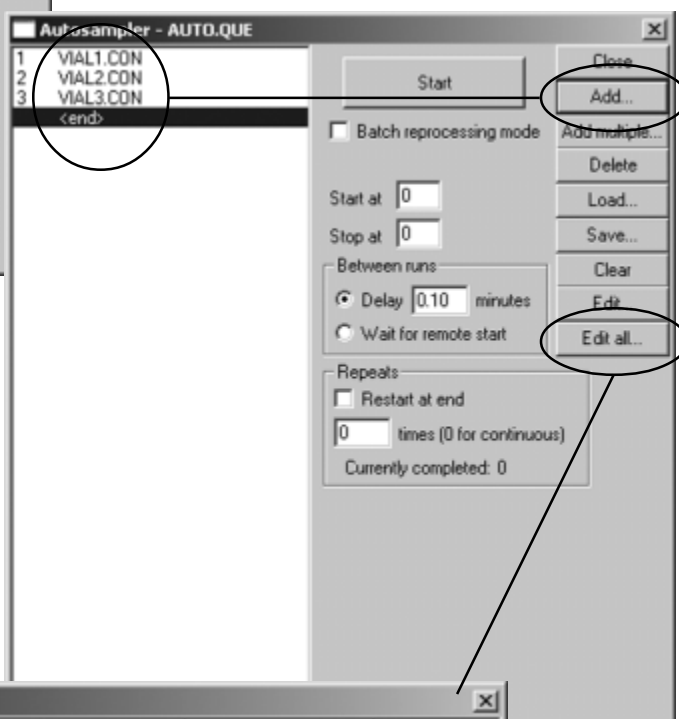 Autosampler - AUTO.QUE
1 VIAL1.CON
2 VIAL2.CON
3 VIAL3.CON
<end>
Start
Batch reprocessing mode
Start at 0
Stop at 0
Between runs
Delay 0.10 minutes
Wait for remote start
Repeats
Restart at end
0 times (0 for continuous)
Currently completed: 0
Close
Add...
Add multiple...
Delete
Load...
Save...
Clear
Edit
Edit all...